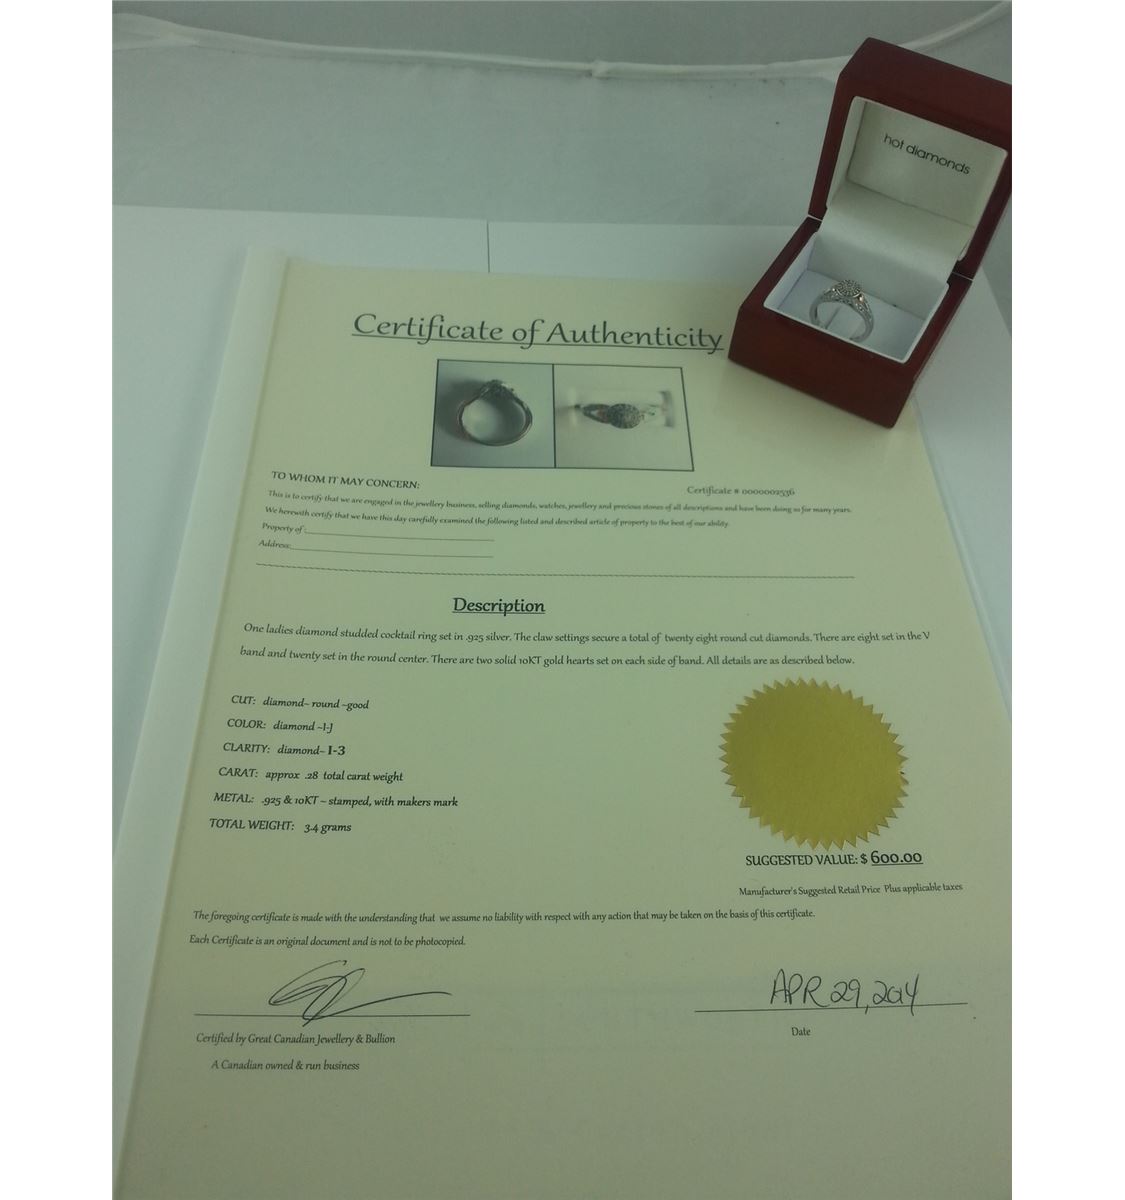 hot diamonds
Certificate of Authenticity
TO WHOM IT MAY CONCERN:
Certificate # 0000002536
This is to certify that we are engaged in the jewellery business, selling diamonds, watches, jewellery and precious stones of all descriptions and have been doing so for many years.
We herewith certify that we have this day carefully examined the following listed and described article of property to the best of our ability.
Property of:
Address:
Description
One ladies diamond studded cocktail ring set in .925 silver. The claw settings secure a total of twenty eight round cut diamonds. There are eight set in the V
band and twenty set in the round center. There are two solid 10KT gold hearts set on each side of band. All details are as described below.
CUT: diamond~ round ~good
COLOR: diamond ~I-J
CLARITY: diamond~ I-3
CARAT: approx .28 total carat weight
METAL: .925 & 10KT ~ stamped, with makers mark
TOTAL WEIGHT: 3.4 grams
SUGGESTED VALUE: $ 600.00
Manufacturer's Suggested Retail Price Plus applicable taxes
The foregoing certificate is made with the understanding that we assume no liability with respect with any action that may be taken on the basis of this certificate.
Each Certificate is an original document and is not to be photocopied.
APR 29, 2014
Certified by Great Canadian Jewellery & Bullion
Date
A Canadian owned & run business